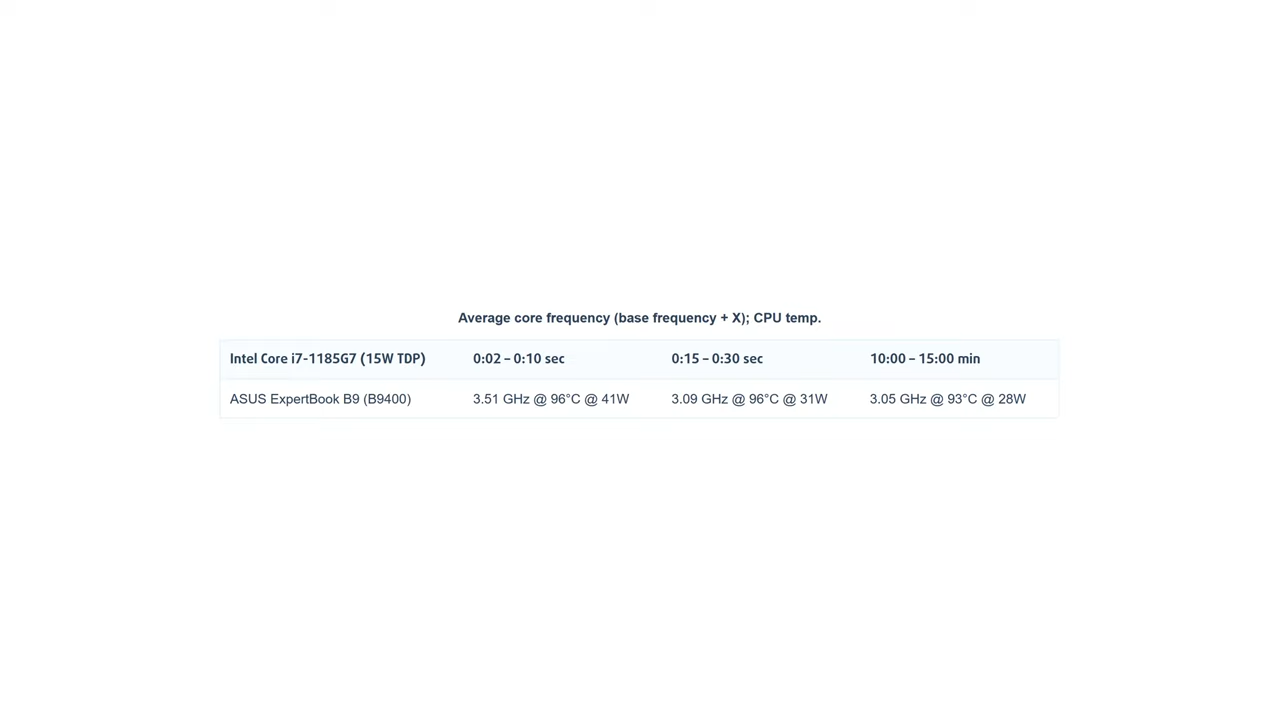 Average core frequency (base frequency + X); CPU temp.
Intel Core i7-1185G7 (15W TDP) 0:02 – 0:10 sec 0:15 – 0:30 sec 10:00 – 15:00 min
ASUS ExpertBook B9 (B9400) 3.51 GHz @ 96°C @ 41W 3.09 GHz @ 96°C @ 31W 3.05 GHz @ 93°C @ 28W